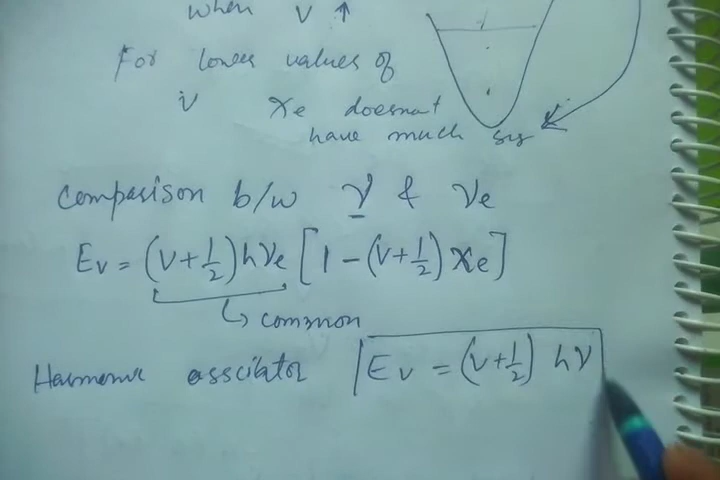 when v ↑
For lower values of
v xe doesnot
have much sig
Comparison b/w ν & νe
Ev = (v+1/2)hνe [1-(v+1/2)xe]
↳ common
Harmonic osscilator Ev = (v+1/2) hν